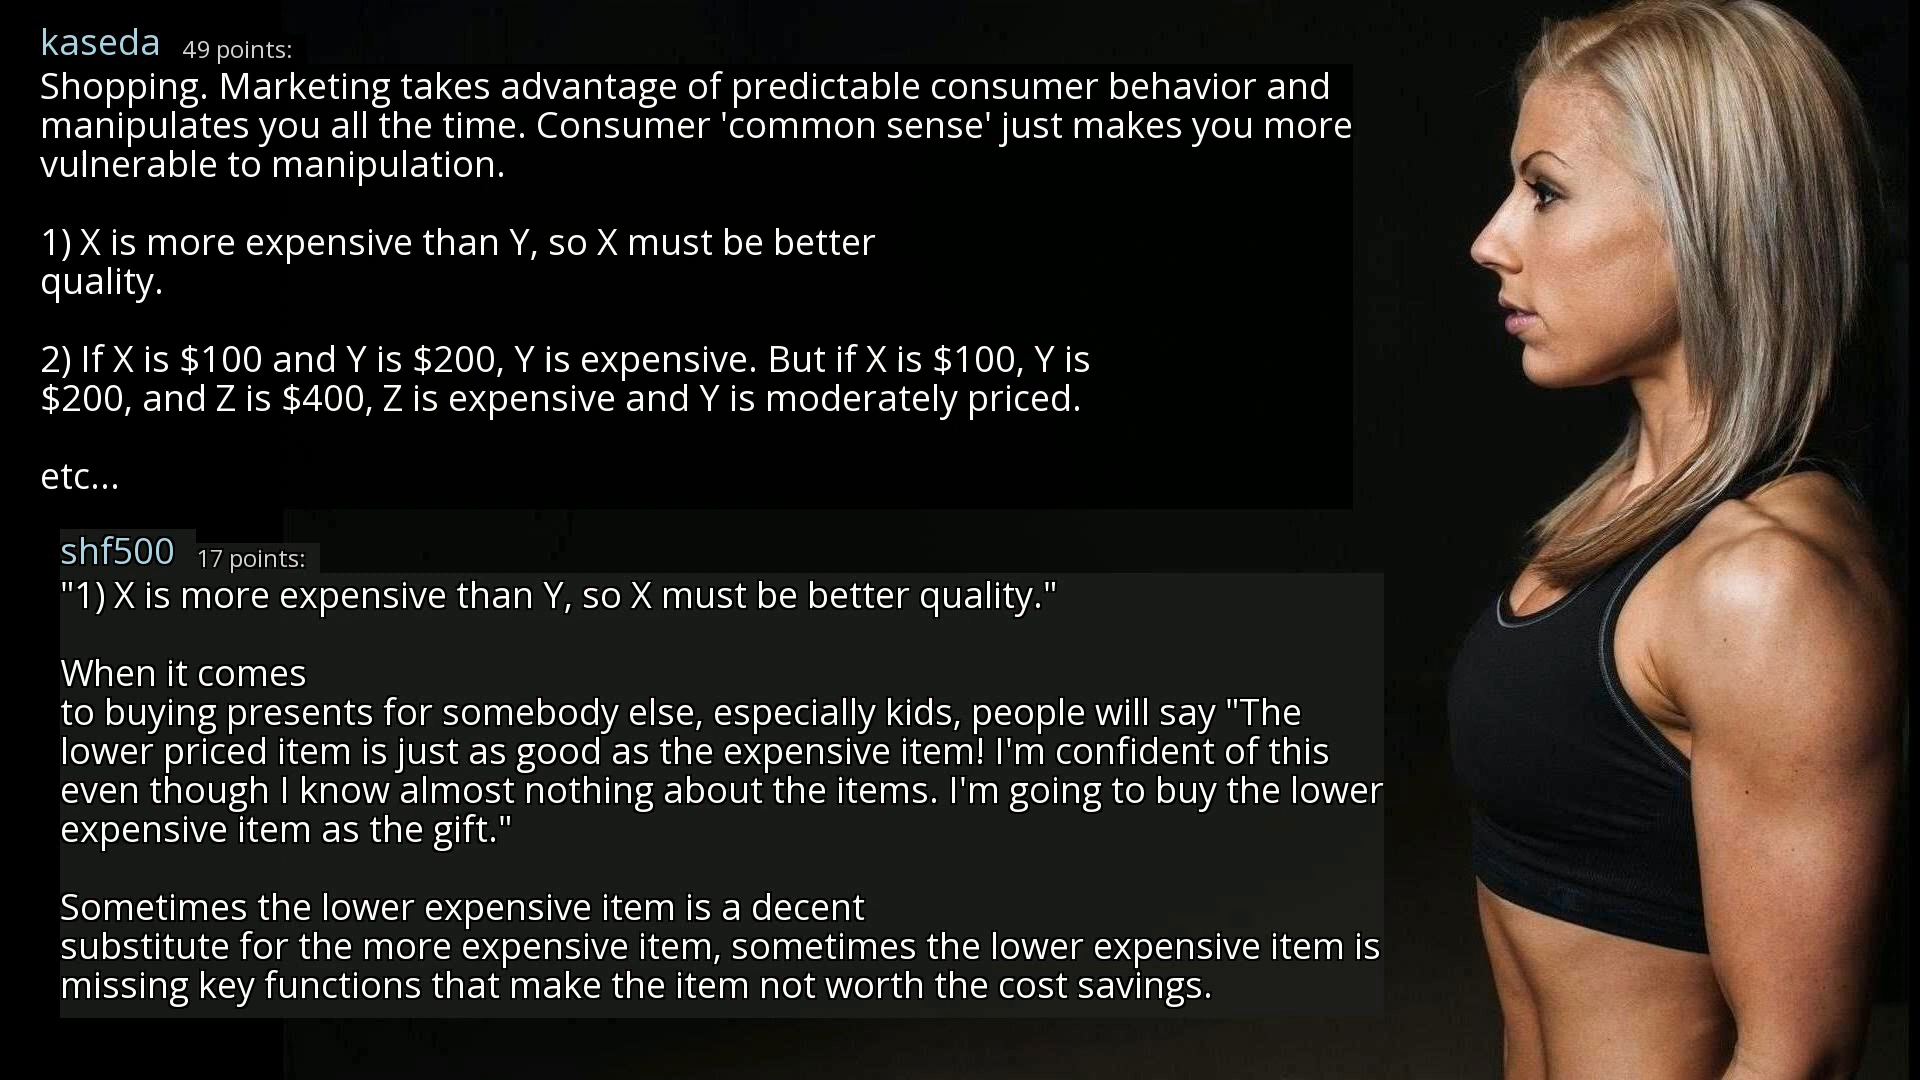 kaseda 49 points:
Shopping. Marketing takes advantage of predictable consumer behavior and
manipulates you all the time. Consumer 'common sense' just makes you more
vulnerable to manipulation.
1) X is more expensive than Y, so X must be better
quality.
2) If X is $100 and Y is $200, Y is expensive. But if X is $100, Y is
$200, and Z is $400, Z is expensive and Y is moderately priced.
etc...
shf500 17 points:
"1) X is more expensive than Y, so X must be better quality."
When it comes
to buying presents for somebody else, especially kids, people will say "The
lower priced item is just as good as the expensive item! I'm confident of this
even though I know almost nothing about the items. I'm going to buy the lower
expensive item as the gift."
Sometimes the lower expensive item is a decent
substitute for the more expensive item, sometimes the lower expensive item is
missing key functions that make the item not worth the cost savings.